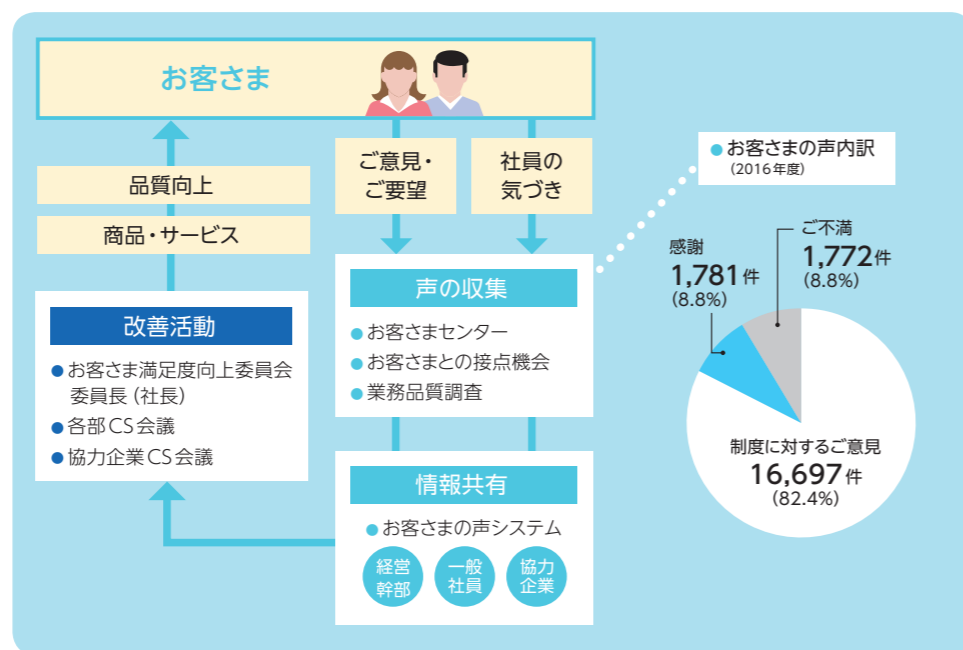 お客さま
ご意見・
ご要望
社員の
気づき
品質向上
商品・サービス
声の収集
●お客さまセンター
●お客さまとの接点機会
●業務品質調査
情報共有
●お客さまの声システム
経営
幹部
一般
社員
協力
企業
改善活動
●お客さま満足度向上委員会
委員長(社長)
●各部CS会議
●協力企業CS会議
●お客さまの声内訳
(2016年度)
ご不満
1,772件
(8.8%)
感謝
1,781件
(8.8%)
制度に対するご意見
16,697件
(82.4%)